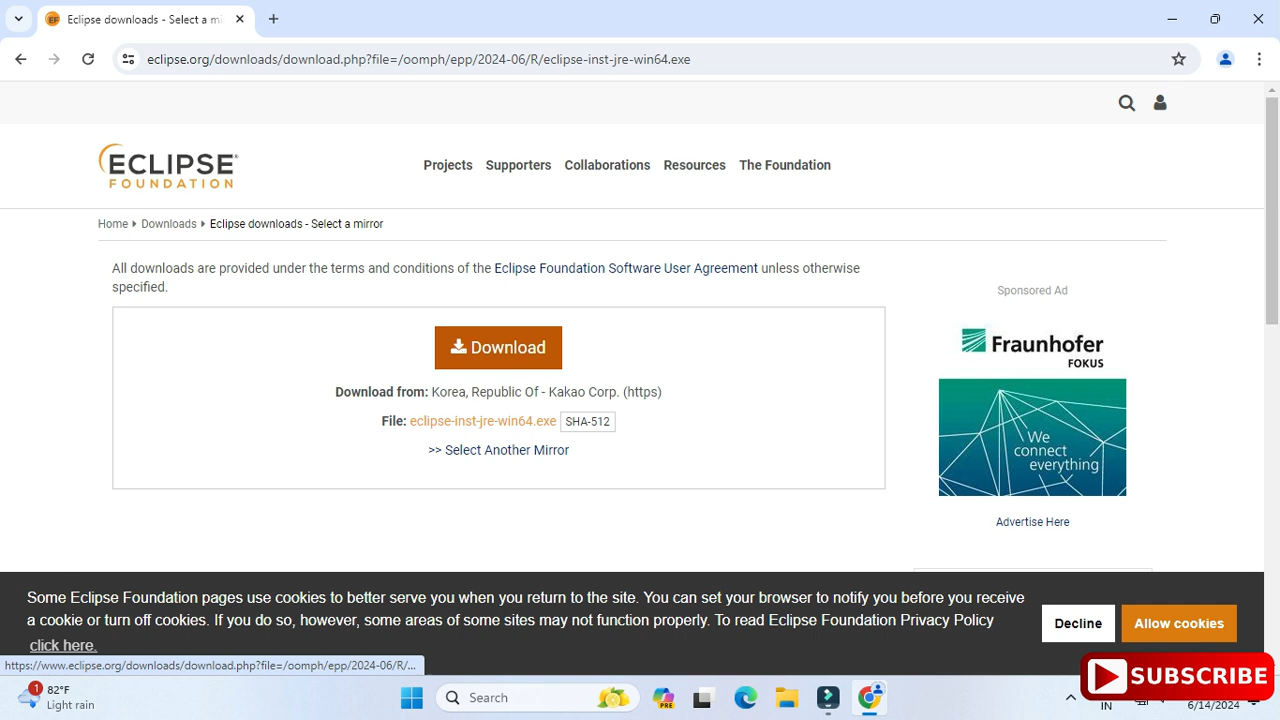 Eclipse downloads - Select a mi
eclipse.org/downloads/download.php?file=/oomph/epp/2024-06/R/eclipse-inst-jre-win64.exe
ECLIPSE
FOUNDATION
Projects Supporters Collaborations Resources The Foundation
Home Downloads Eclipse downloads - Select a mirror
All downloads are provided under the terms and conditions of the Eclipse Foundation Software User Agreement unless otherwise
specified.
Sponsored Ad
Download
Fraunhofer
FOKUS
Download from: Korea, Republic Of - Kakao Corp. (https)
File: eclipse-inst-jre-win64.exe SHA-512
>> Select Another Mirror
We
connect
everything
Advertise Here
Some Eclipse Foundation pages use cookies to better serve you when you return to the site. You can set your browser to notify you before you receive
a cookie or turn off cookies. If you do so, however, some areas of some sites may not function properly. To read Eclipse Foundation Privacy Policy
click here.
Decline Allow cookies
https://www.eclipse.org/downloads/download.php?file=/oomph/epp/2024-06/R/...
SUBSCRIBE
1
82°F
Light rain
Search
PRE
IN
6/14/2024